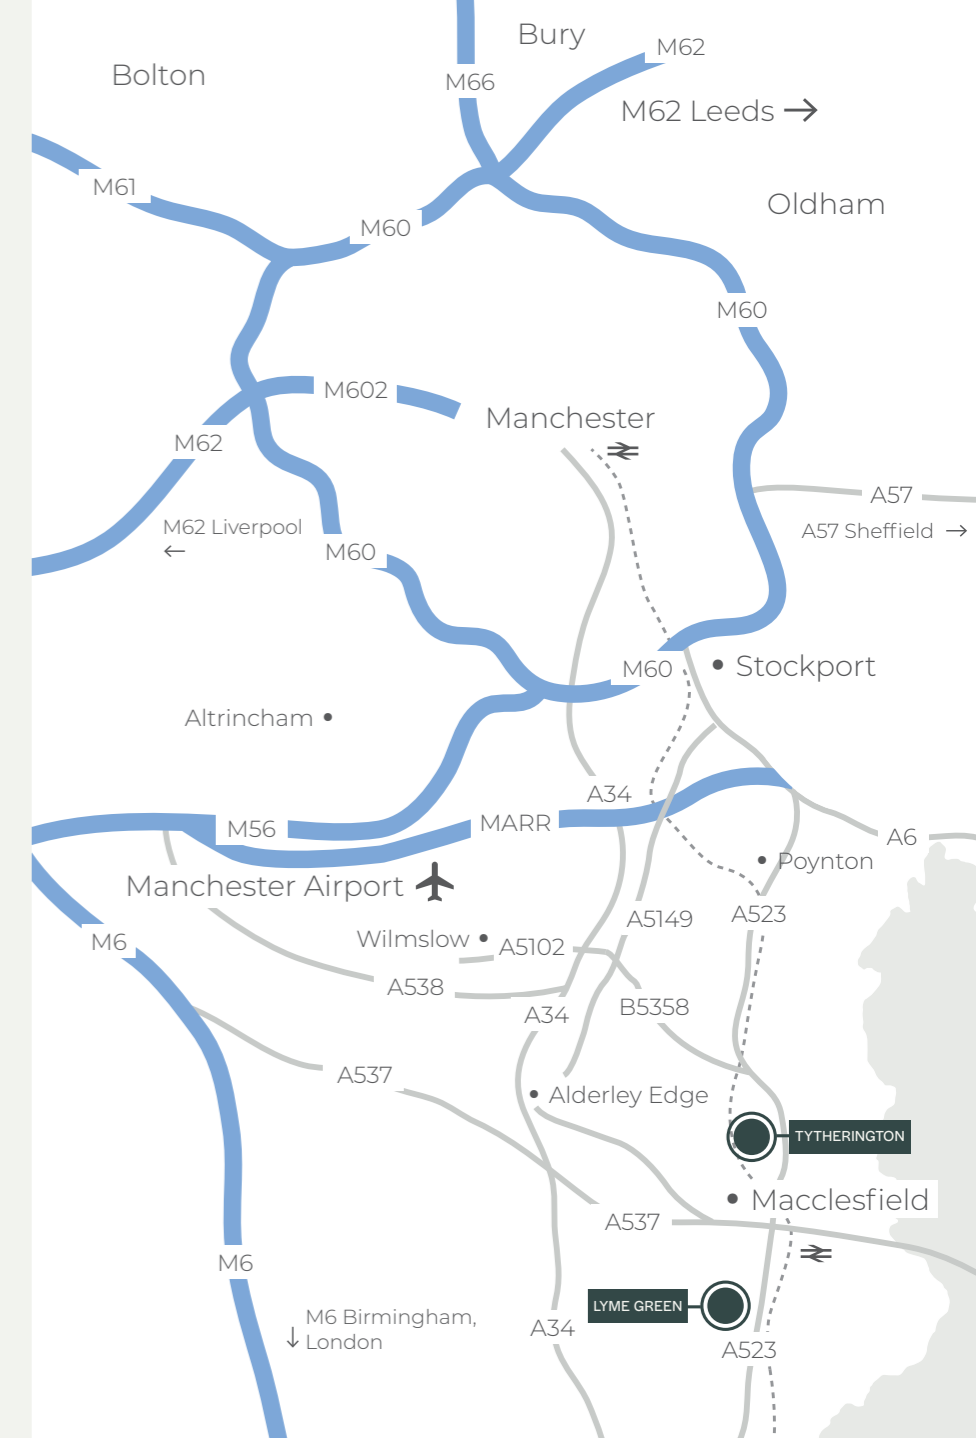 Bury
M62
Bolton
M66
M62 Leeds →
M61
Oldham
M60
M60
M602
Manchester
M62
A57
M62 Liverpool
←
A57 Sheffield →
M60
M60
Stockport
Altrincham
A34
MARR
M56
A6
Poynton
Manchester Airport
A5149
A523
Wilmslow
A5102
M6
A538
B5358
A34
A537
Alderley Edge
TYTHERINGTON
Macclesfield
A537
M6
LYME GREEN
M6 Birmingham,
↓ London
A34
A523